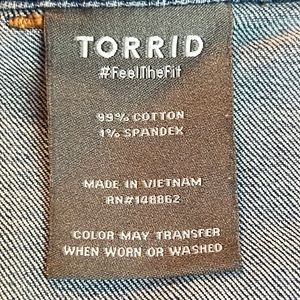 TORRID
#FeelTheFit
99% COTTON
1% SPANDEX
MADE IN VIETNAM
RN#148862
COLOR MAY TRANSFER
WHEN WORN OR WASHED